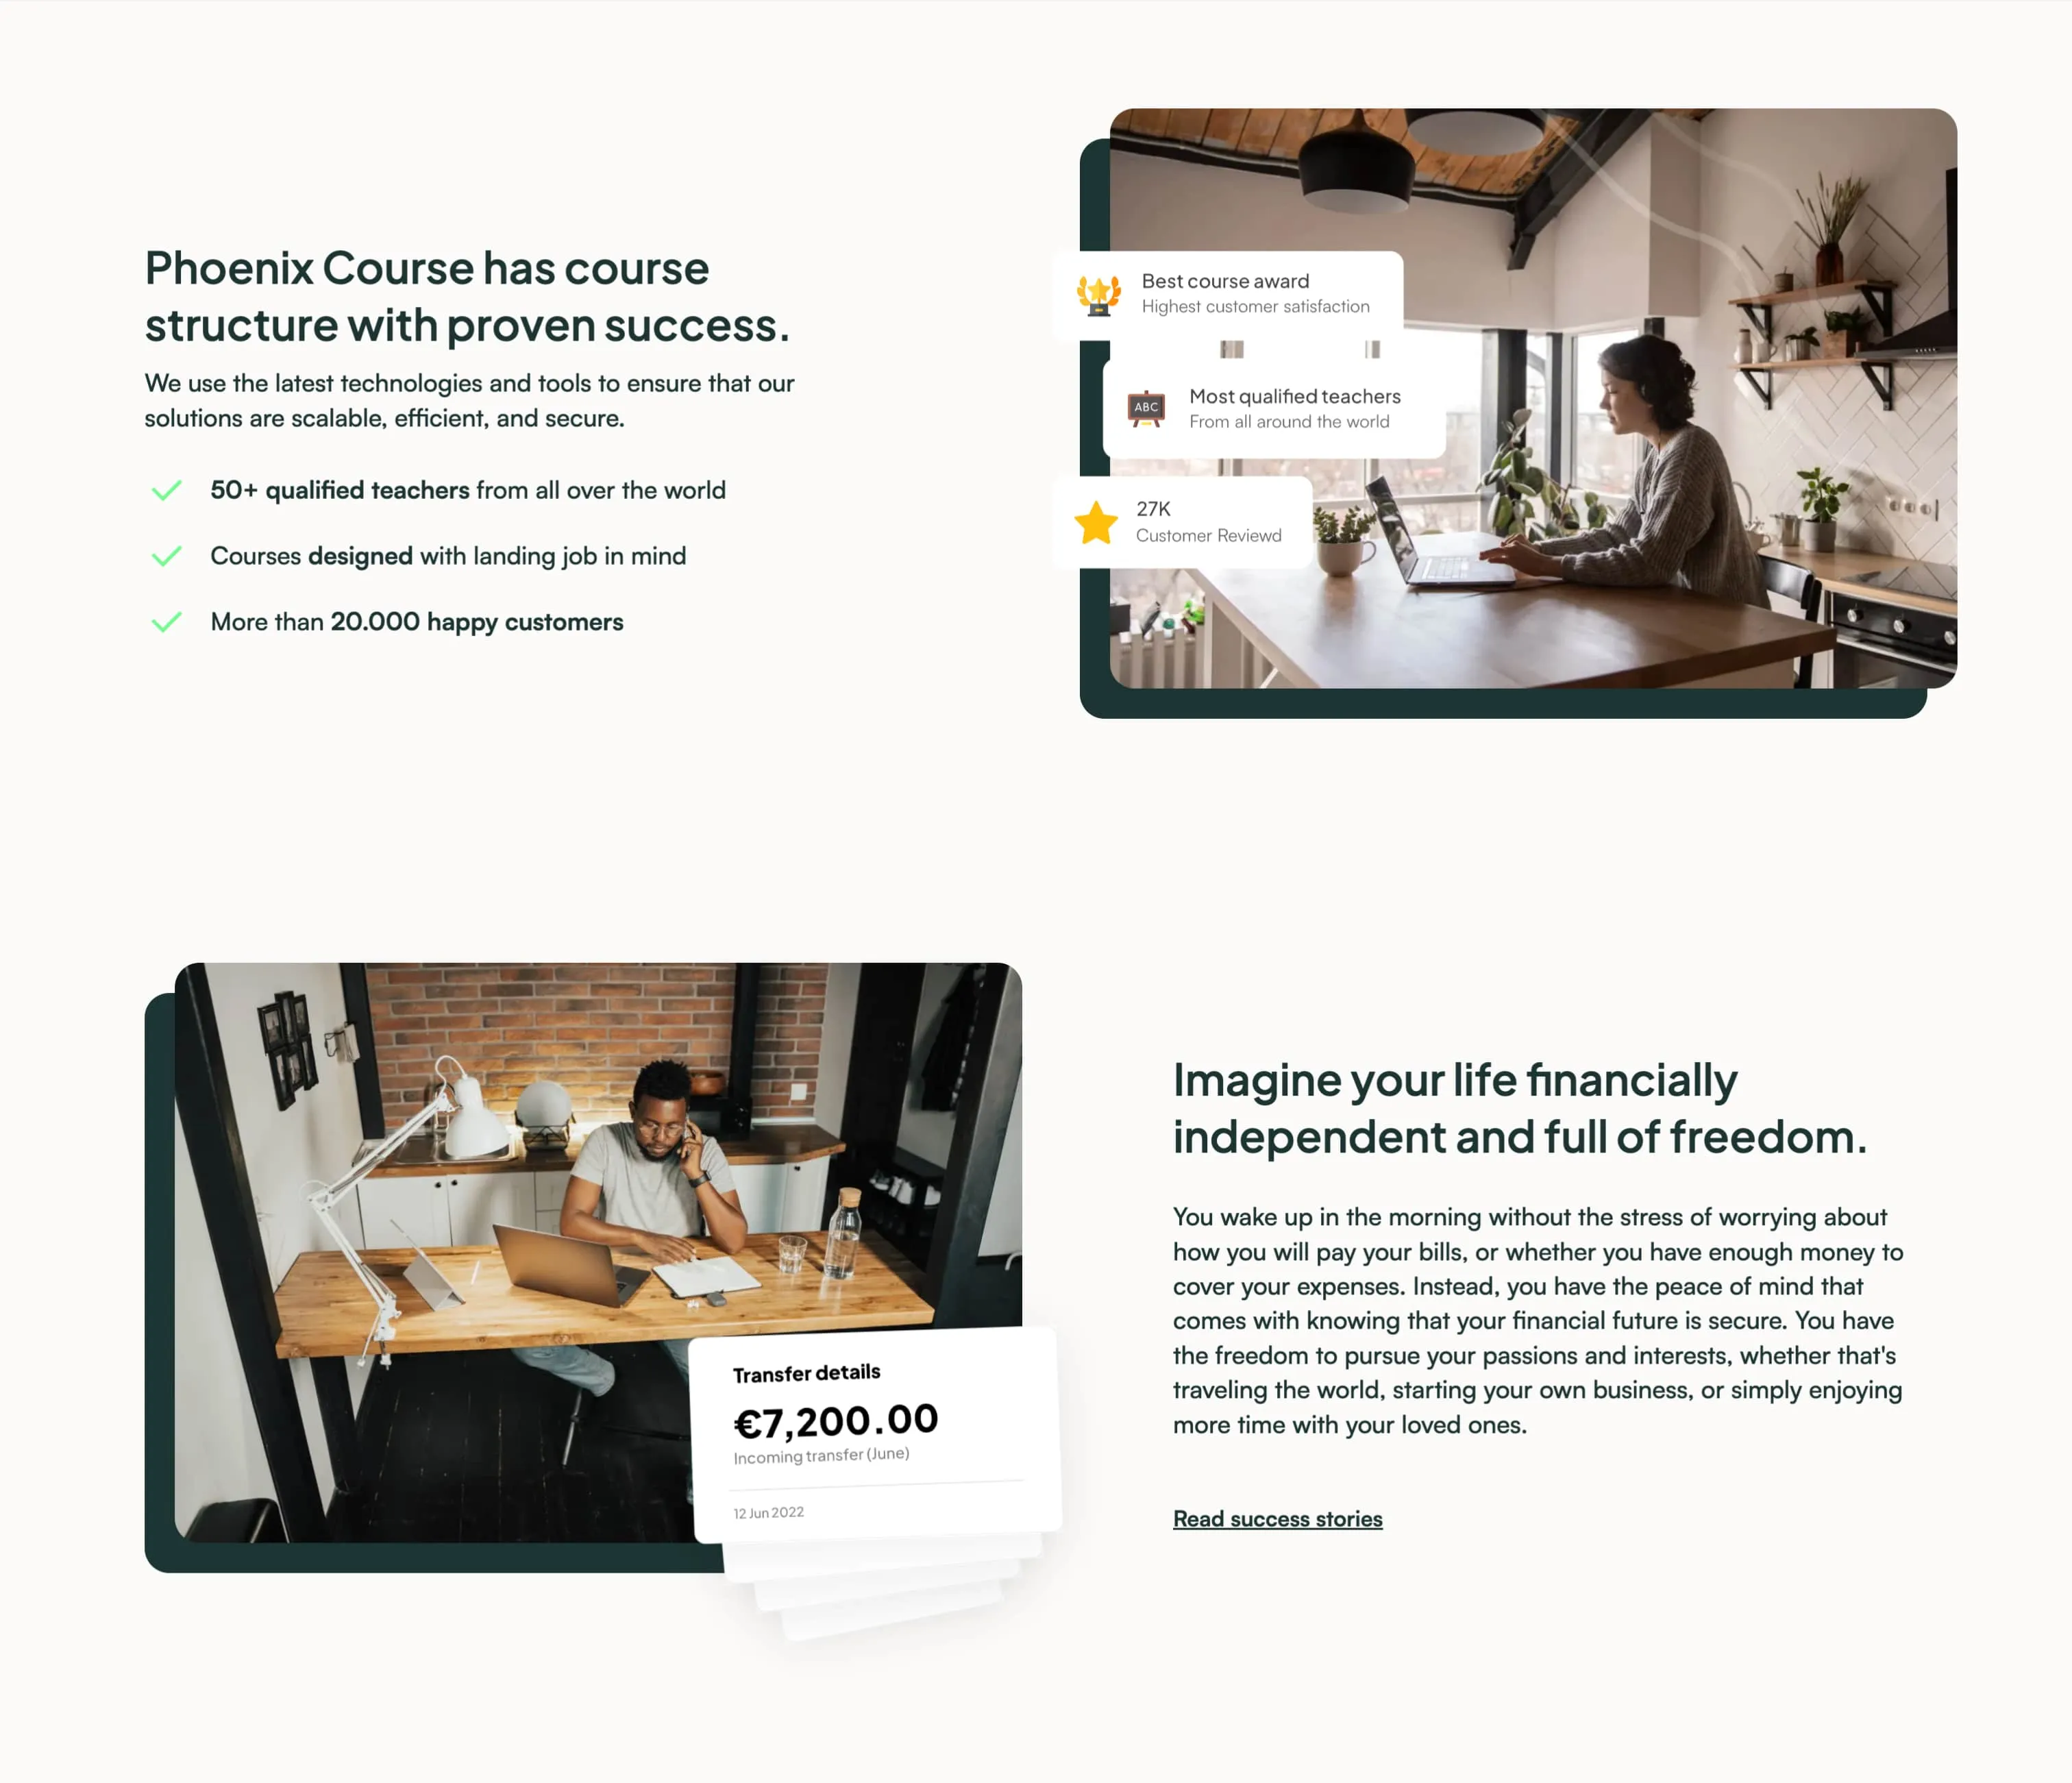 Phoenix Course has course
structure with proven success.
We use the latest technologies and tools to ensure that our
solutions are scalable, efficient, and secure.
50+ qualified teachers from all over the world
Courses designed with landing job in mind
More than 20.000 happy customers
Best course award
Highest customer satisfaction
ABC
Most qualified teachers
From all around the world
27K
Customer Reviewd
Transfer details
€7,200.00
Incoming transfer (June)
12 Jun 2022
Imagine your life financially
independent and full of freedom.
You wake up in the morning without the stress of worrying about
how you will pay your bills, or whether you have enough money to
cover your expenses. Instead, you have the peace of mind that
comes with knowing that your financial future is secure. You have
the freedom to pursue your passions and interests, whether that's
traveling the world, starting your own business, or simply enjoying
more time with your loved ones.
Read success stories